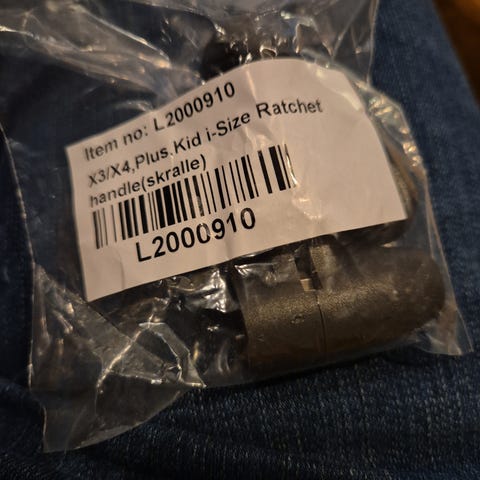 Item no: L2000910
X3/X4,Plus,Kid i-Size Ratchet
handle(skralle)
L2000910